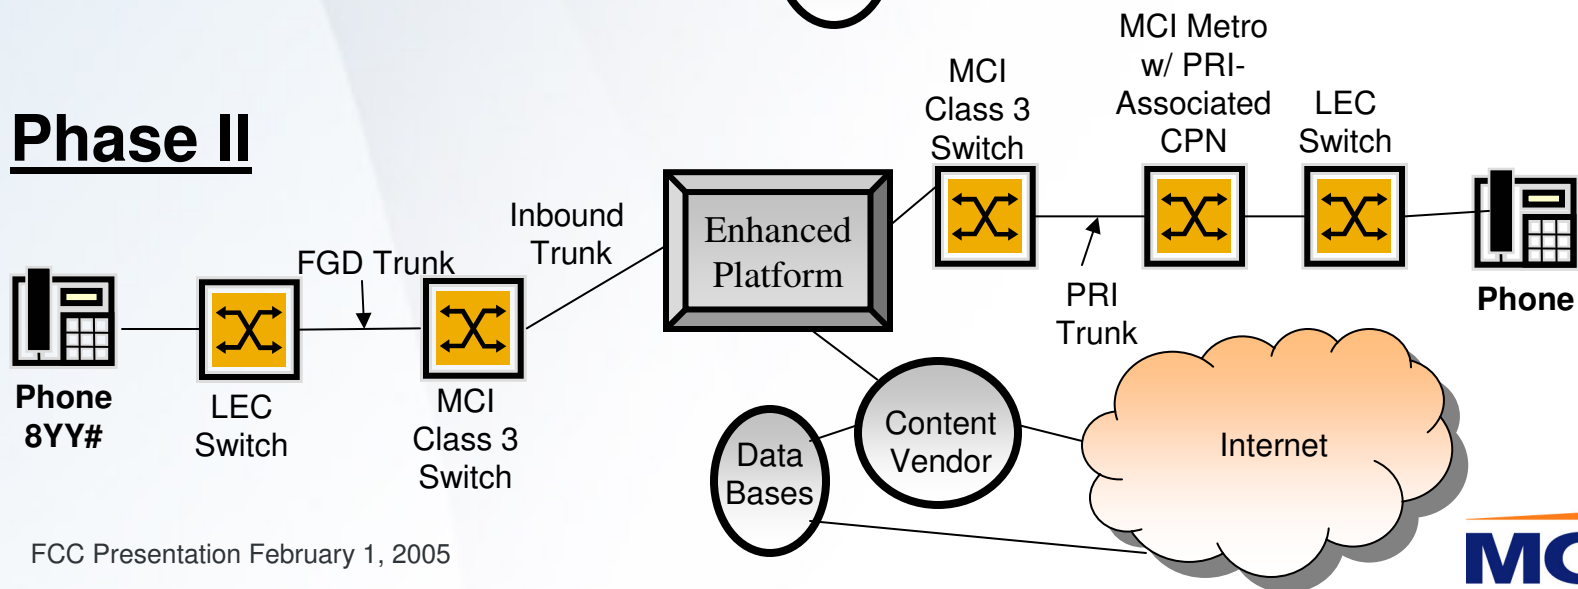 Phase II
MCI Metro
w/ PRI-
Associated
CPN
MCI
Class 3
Switch
LEC
Switch
Phone
PRI
Trunk
Enhanced
Platform
Inbound
Trunk
FGD Trunk
Phone
8YY#
LEC
Switch
MCI
Class 3
Switch
Data
Bases
Content
Vendor
Internet
FCC Presentation February 1, 2005
MC